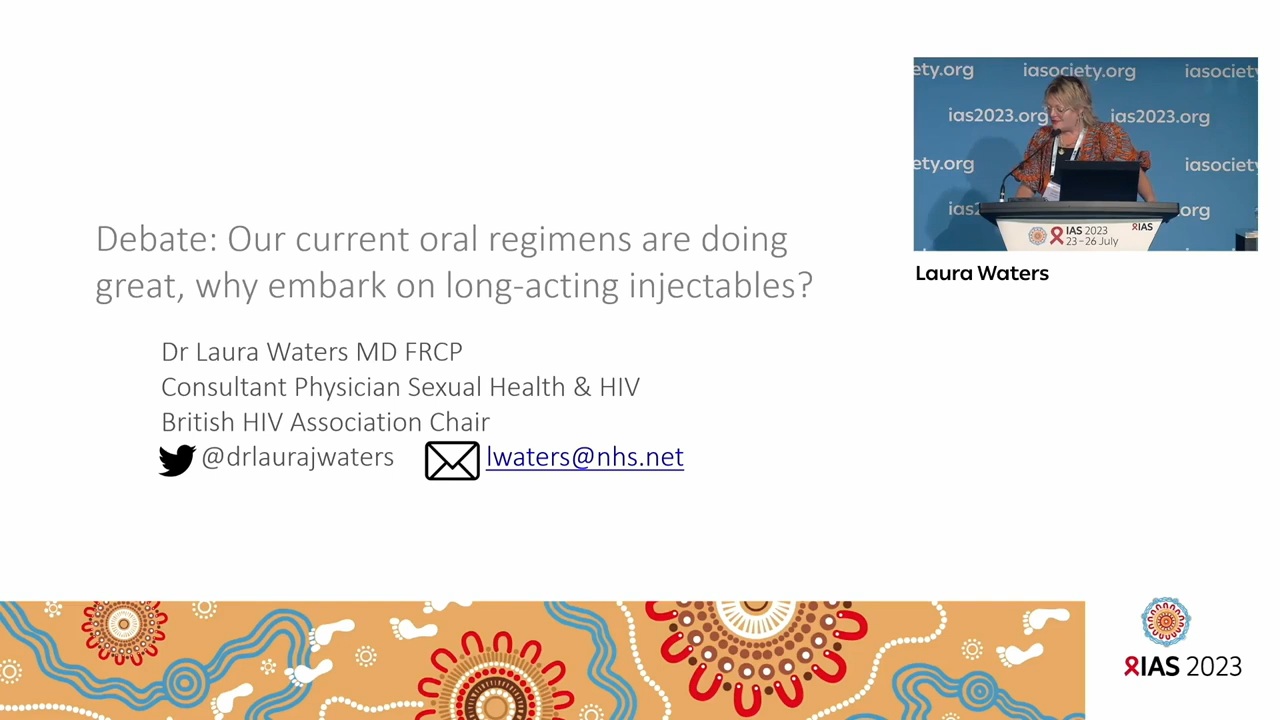 Debate: Our current oral regimens are doing
great, why embark on long-acting injectables?
Dr Laura Waters MD FRCP
Consultant Physician Sexual Health & HIV
British HIV Association Chair
@drlaurajwaters lwaters@nhs.net
ety.org iasociety.org iasociety
ias2023.org ias2023.org
ety.org iasociety
ias2 org
IAS 2023
23–26 July
IAS
Laura Waters
IAS 2023